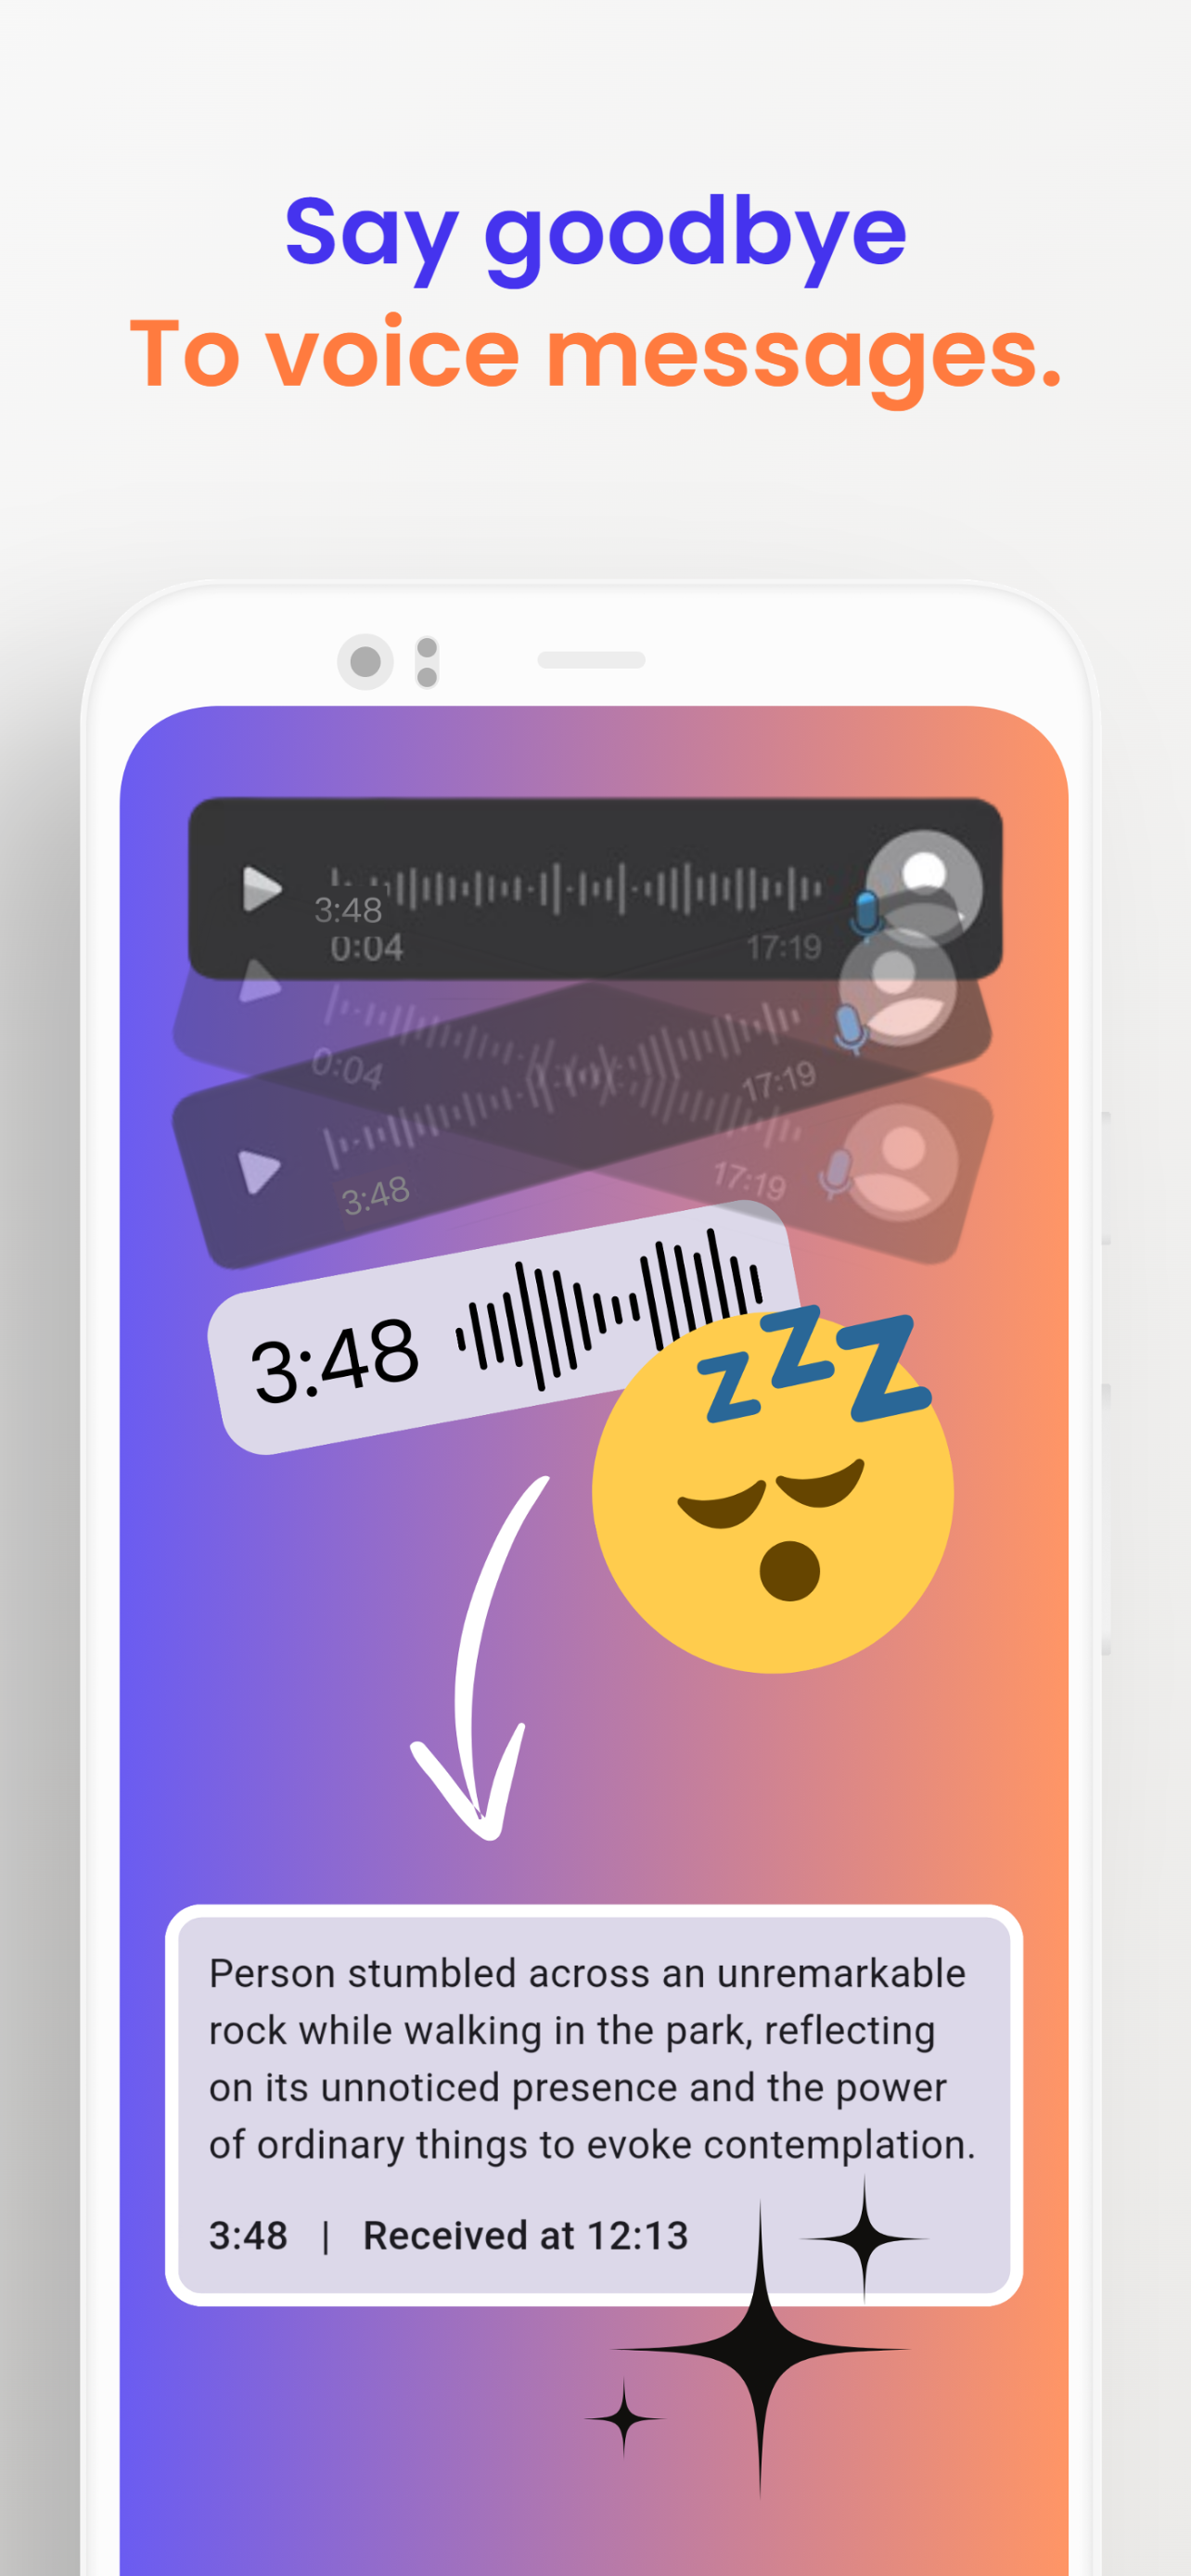 Say goodbye
To voice messages.
3:48
0:04
17:19
0:04
17:19
3:48
17:19
3:48
z z z
Person stumbled across an unremarkable
rock while walking in the park, reflecting
on its unnoticed presence and the power
of ordinary things to evoke contemplation.
3:48 | Received at 12:13